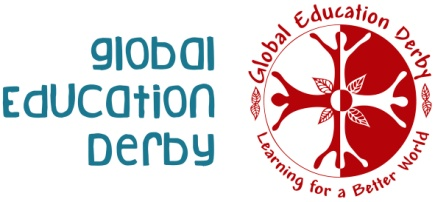 global
Education
Derby
Global Education Derby
Learning for a Better World